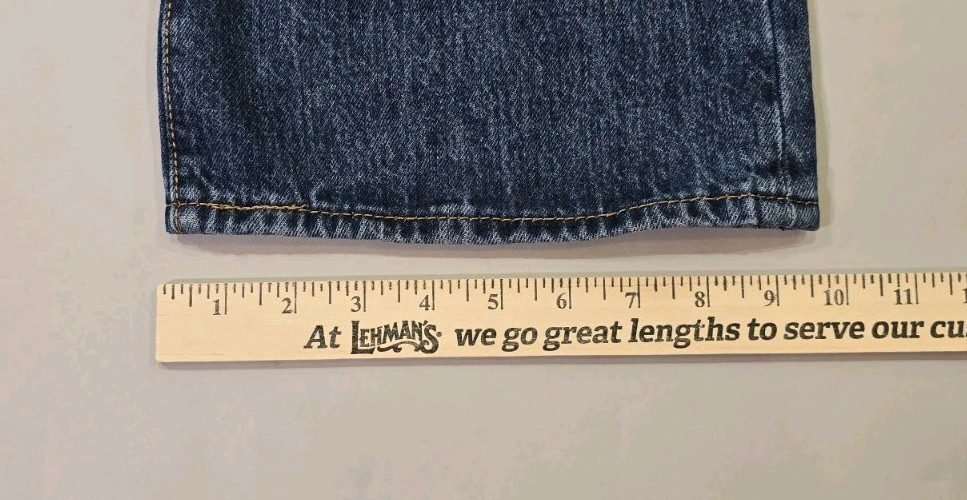 1 2 3 4 5 6 7 8 9 10 11
At LEHMAN'S we go great lengths to serve our cu